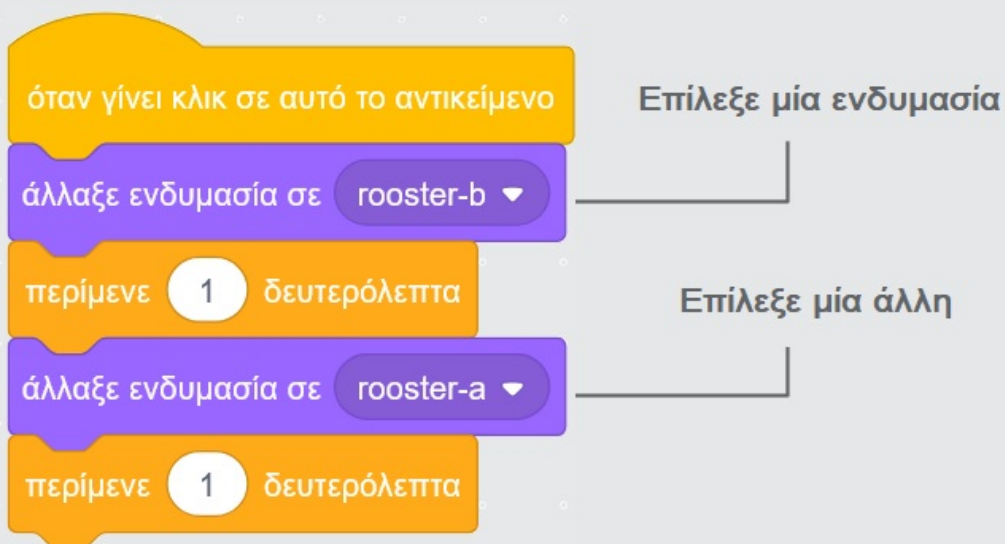 όταν γίνει κλικ σε αυτό το αντικείμενο
Επίλεξε μία ενδυμασία
άλλαξε ενδυμασία σε rooster-b
περίμενε 1 δευτερόλεπτα
Επίλεξε μία άλλη
άλλαξε ενδυμασία σε rooster-a
περίμενε 1 δευτερόλεπτα